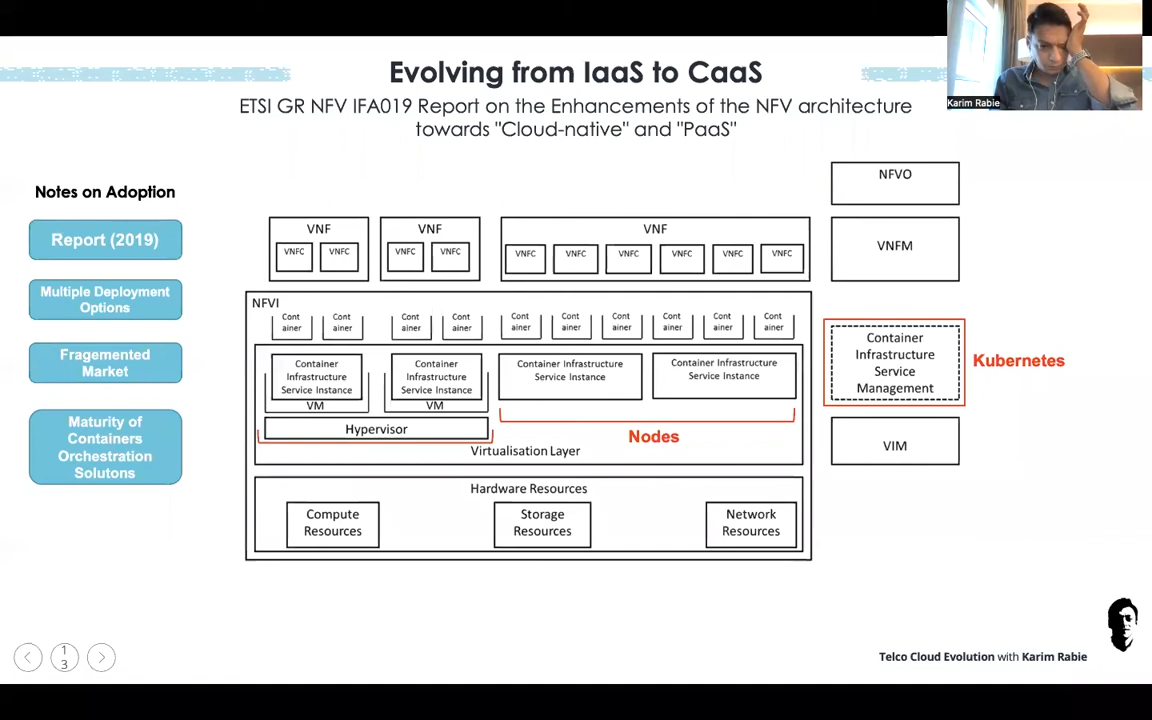 Evolving from IaaS to CaaS
ETSI GR NFV IFA019 Report on the Enhancements of the NFV architecture
towards "Cloud-native" and "PaaS"
Karim Rabie
Notes on Adoption
Report (2019)
Multiple Deployment
Options
Fragemented
Market
Maturity of
Containers
Orchestration
Solutons
VNF
VNFC
VNFC
VNF
VNFC
VNFC
VNF
VNFC
VNFC
VNFC
VNFC
VNFC
VNFC
NFVI
Cont
ainer
Cont
ainer
Cont
ainer
Cont
ainer
Cont
ainer
Cont
ainer
Cont
ainer
Cont
ainer
Cont
ainer
Cont
ainer
Container
Infrastructure
Service Instance
VM
Container
Infrastructure
Service Instance
VM
Container Infrastructure
Service Instance
Container Infrastructure
Service Instance
Hypervisor
Nodes
Virtualisation Layer
Hardware Resources
Compute
Resources
Storage
Resources
Network
Resources
NFVO
VNFM
Container
Infrastructure
Service
Management
Kubernetes
VIM
1
3
Telco Cloud Evolution with Karim Rabie